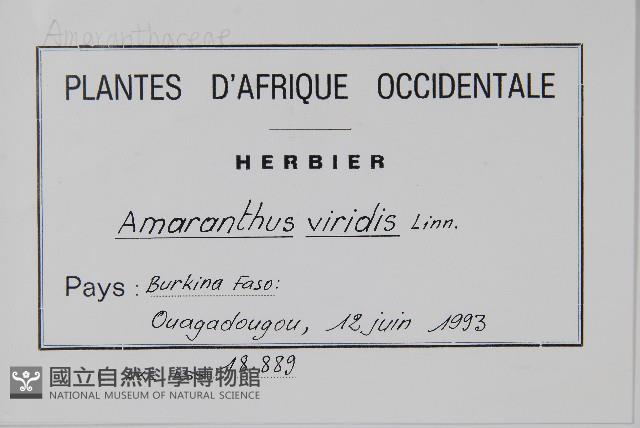 Amaranthaceae
PLANTES D'AFRIQUE OCCIDENTALE
HERBIER
Amaranthus viridis Linn.
Pays : Burkina Faso:
Ouagadougou, 12 juin 1993
18.889
國立自然科學博物館
NATIONAL MUSEUM OF NATURAL SCIENCE